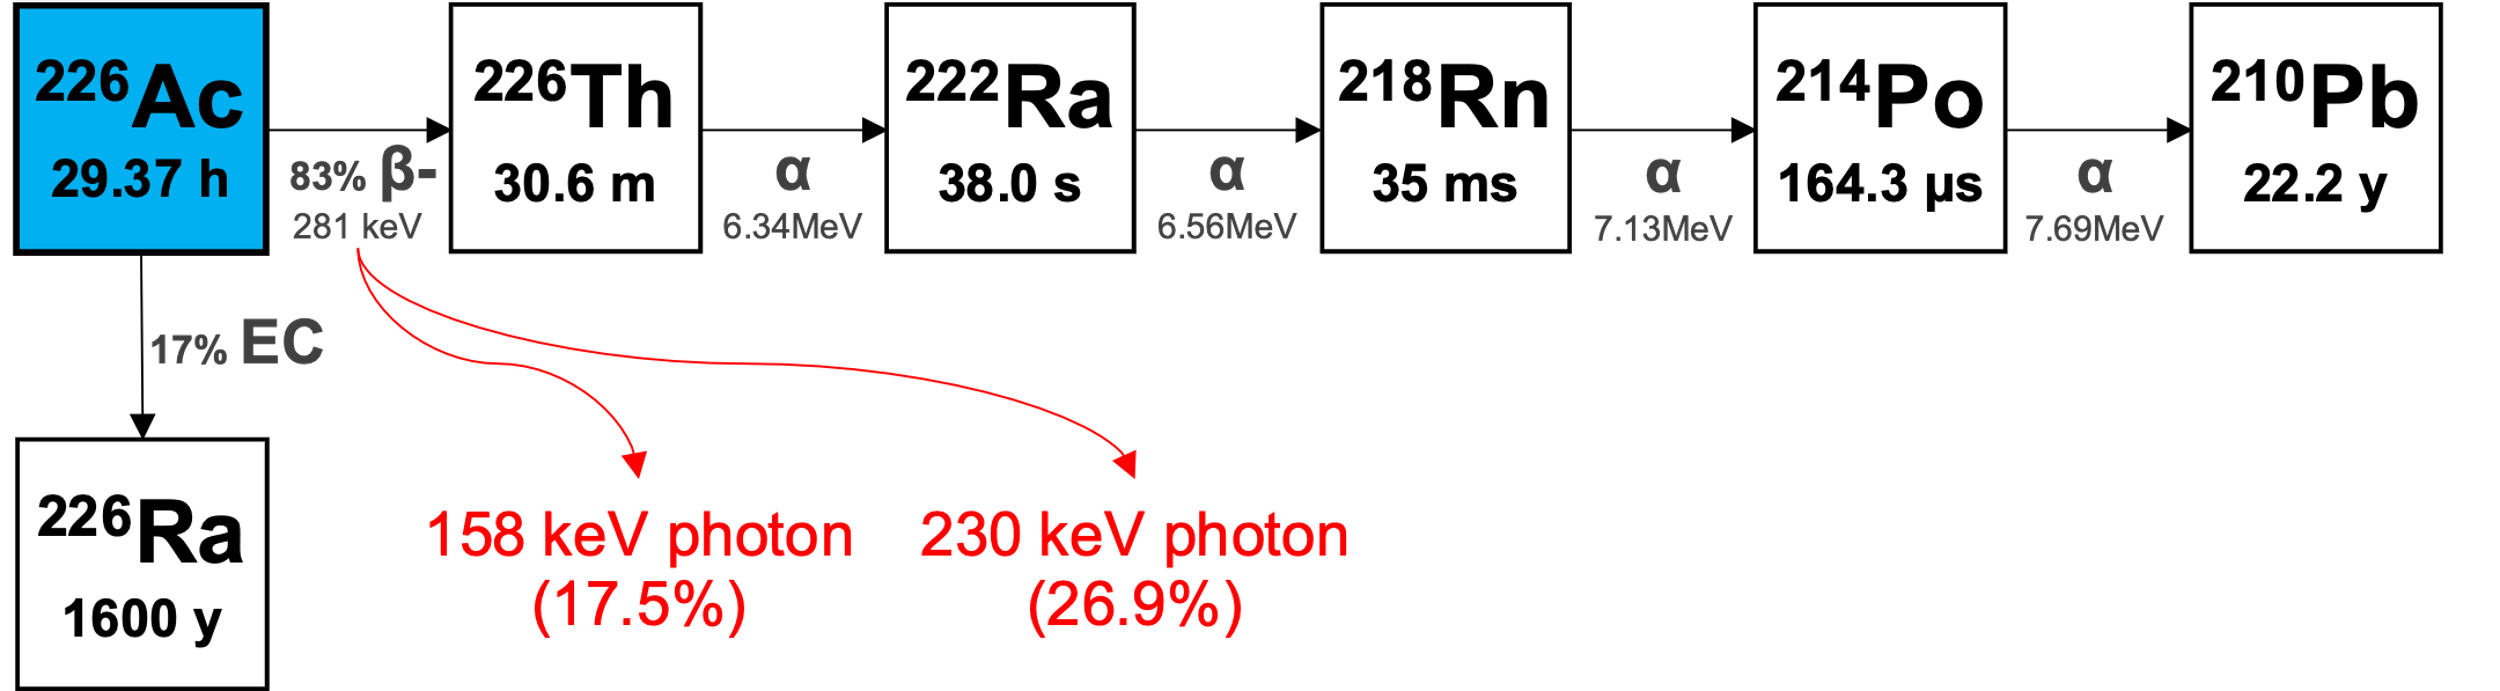 ²²⁶Ac
29.37 h
83% β-
281 keV
²²⁶Th
30.6 m
α
6.34MeV
²²²Ra
38.0 s
α
6.56MeV
²¹⁸Rn
35 ms
α
7.13MeV
²¹⁴Po
164.3 µs
α
7.69MeV
²¹⁰Pb
22.2 y
17% EC
²²⁶Ra
1600 y
158 keV photon
(17.5%)
230 keV photon
(26.9%)